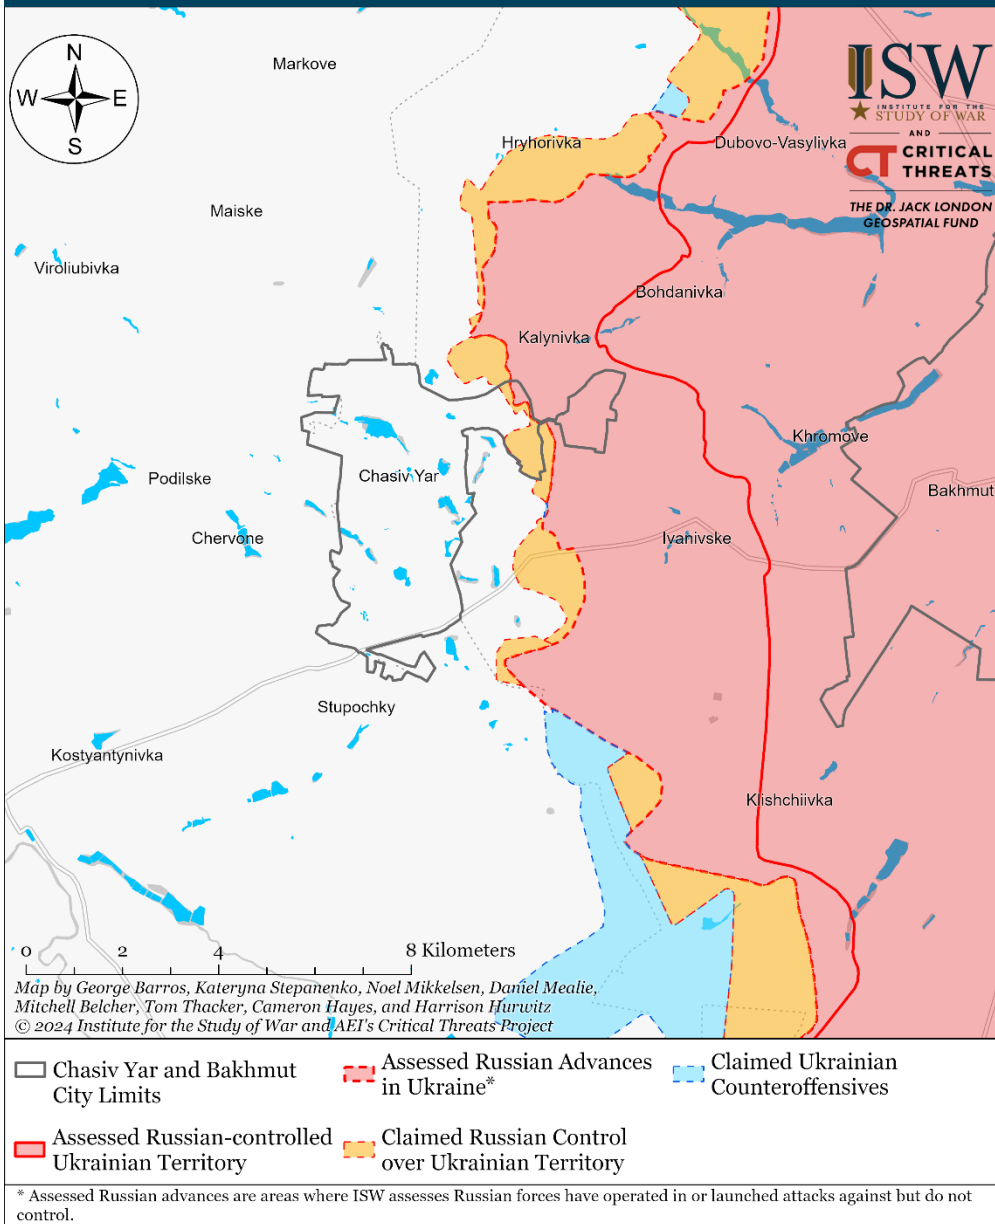 N
W
E
S
ISW
INSTITUTE FOR THE
STUDY OF WAR
AND
CT CRITICAL
THREATS
THE DR. JACK LONDON
GEOSPATIAL FUND
Markove
Hryhorivka
Dubovo-Vasylivka
Maiske
Viroliubivka
Bohdanivka
Kalynivka
Khromove
Podilske
Chasiv Yar
Bakhmut
Chervone
Ivanivske
Stupochky
Kostyantynivka
Klishchiivka
0 2 4 8 Kilometers
Map by George Barros, Kateryna Stepanenko, Noel Mikkelsen, Daniel Mealie,
Mitchell Belcher, Tom Thacker, Cameron Hayes, and Harrison Hurwitz
© 2024 Institute for the Study of War and AEI's Critical Threats Project
Chasiv Yar and Bakhmut
City Limits
Assessed Russian Advances
in Ukraine*
Claimed Ukrainian
Counteroffensives
Assessed Russian-controlled
Ukrainian Territory
Claimed Russian Control
over Ukrainian Territory
* Assessed Russian advances are areas where ISW assesses Russian forces have operated in or launched attacks against but do not
control.